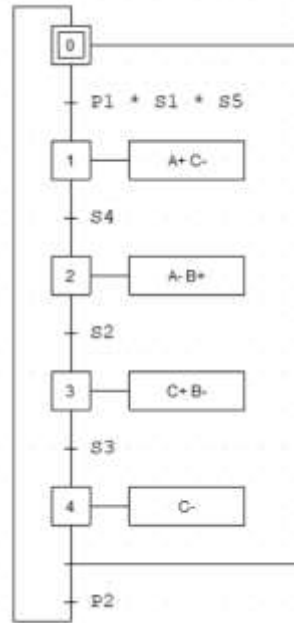 0
P1 * S1 * S5
1 A+ C-
S4
2 A- B+
S2
3 C+ B-
S3
4 C-
P2